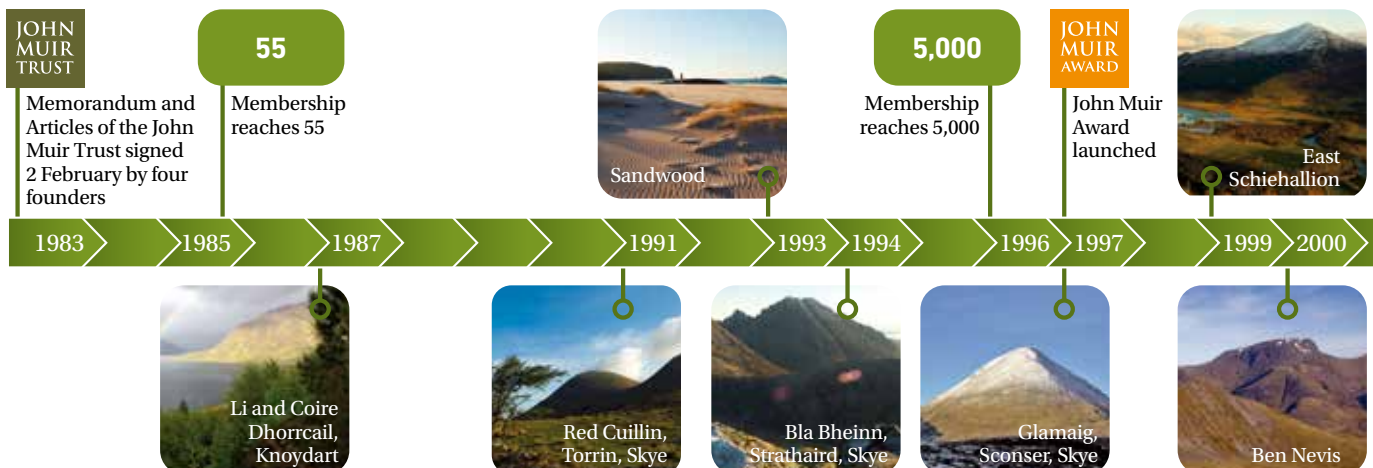 JOHN
MUIR
TRUST
55
5,000
JOHN
MUIR
AWARD
Memorandum and
Articles of the John
Muir Trust signed
2 February by four
founders
Membership
reaches 55
Sandwood
Membership
reaches 5,000
John Muir
Award
launched
East
Schiehallion
1983
1985
1987
1991
1993
1994
1996
1997
1999
2000
Li and Coire
Dhorrcail,
Knoydart
Red Cuillin,
Torrin, Skye
Bla Bheinn,
Strathaird, Skye
Glamaig,
Sconser, Skye
Ben Nevis